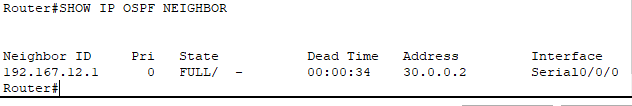 Router#SHOW IP OSPF NEIGHBOR
Neighbor ID Pri State Dead Time Address Interface
192.167.12.1 0 FULL/ - 00:00:34 30.0.0.2 Serial0/0/0
Router#